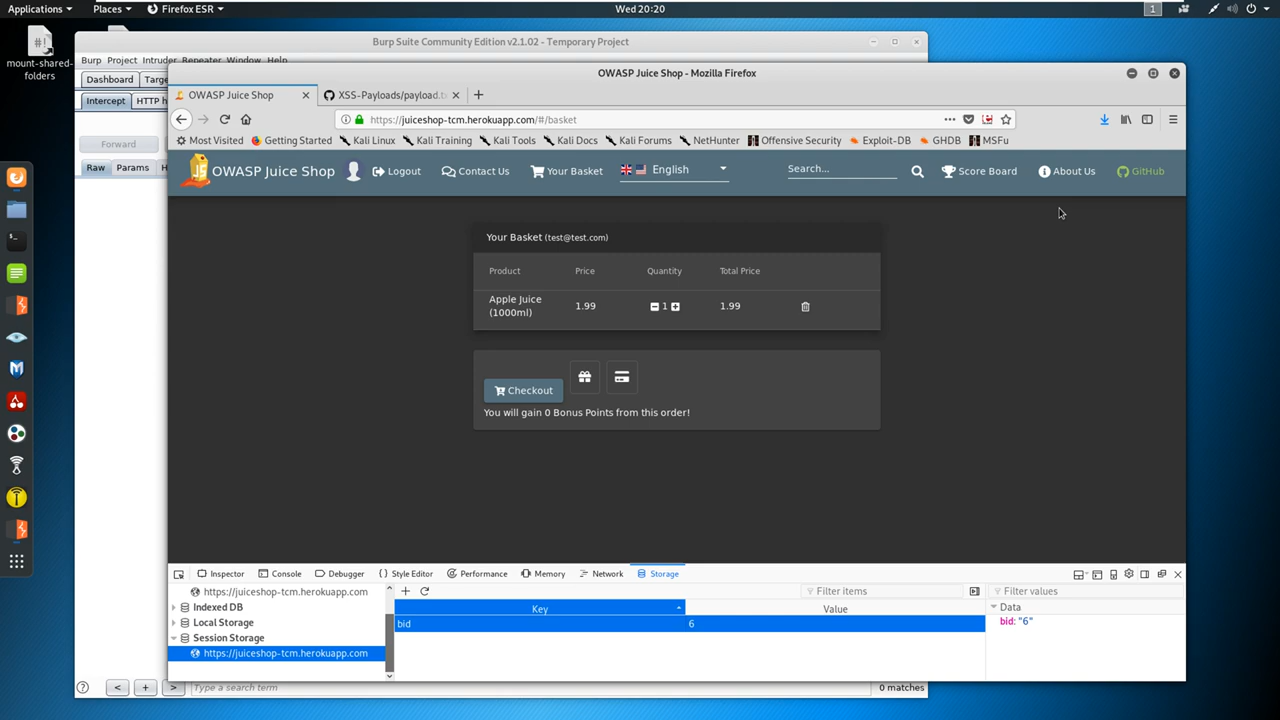 Applications Places Firefox ESR Wed 20:20 1
mount-shared-folders
Burp Suite Community Edition v2.1.02 - Temporary Project
Burp Project Intruder Repeater Window Help
Dashboard Targe
Intercept HTTP h
Forward
Raw Params H
OWASP Juice Shop - Mozilla Firefox
OWASP Juice Shop XSS-Payloads/payload.t
https://juiceshop-tcm.herokuapp.com/#/basket
Most Visited Getting Started Kali Linux Kali Training Kali Tools Kali Docs Kali Forums NetHunter Offensive Security Exploit-DB GHDB MSFu
OWASP Juice Shop Logout Contact Us Your Basket English Search... Score Board About Us GitHub
Your Basket (test@test.com)
Product Price Quantity Total Price
Apple Juice
(1000ml) 1.99 1 1.99
Checkout
You will gain 0 Bonus Points from this order!
Inspector Console Debugger Style Editor Performance Memory Network Storage
https://juiceshop-tcm.herokuapp.com Filter items Filter values
Indexed DB Key Value Data
Local Storage bid 6 bid: "6"
Session Storage
https://juiceshop-tcm.herokuapp.com
? < + > Type a search term 0 matches